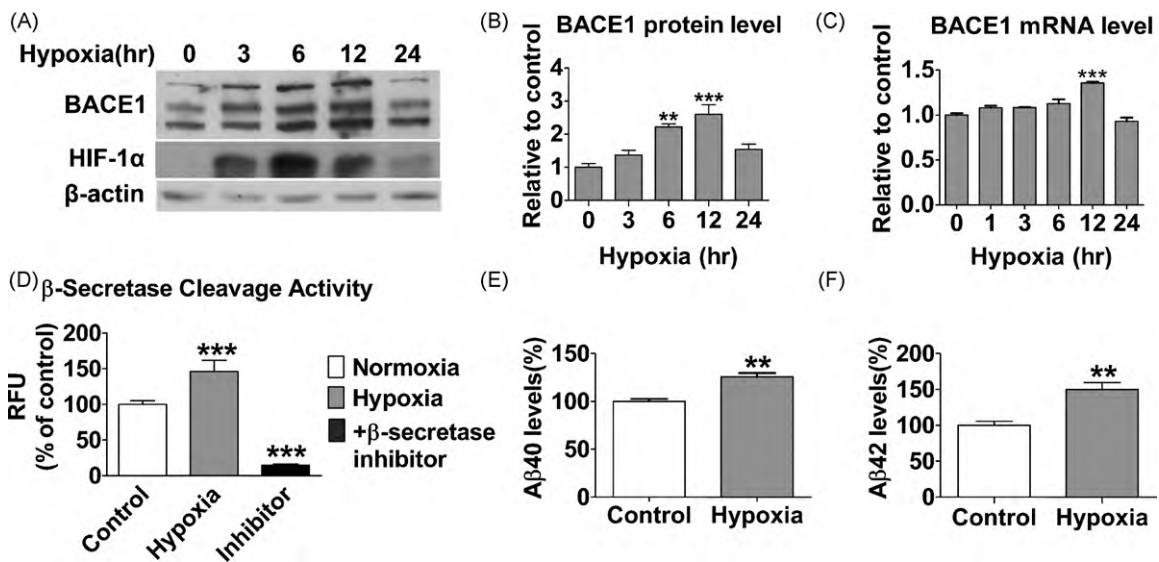 (A)
Hypoxia(hr) 0 3 6 12 24
BACE1
HIF-1α
β-actin
(B)
BACE1 protein level
Relative to control
4
3
2
1
0
** ***
0 3 6 12 24
Hypoxia (hr)
(C)
BACE1 mRNA level
Relative to control
1.5
1.0
0.5
0.0
***
0 1 3 6 12 24
Hypoxia (hr)
(D) β-Secretase Cleavage Activity
RFU
(% of control)
200
150
100
50
0
***
***
Control
Hypoxia
Inhibitor
Normoxia
Hypoxia
+β-secretase
inhibitor
(E)
Aβ40 levels(%)
150
125
100
75
50
25
0
**
Control Hypoxia
(F)
Aβ42 levels(%)
200
150
100
50
0
**
Control Hypoxia